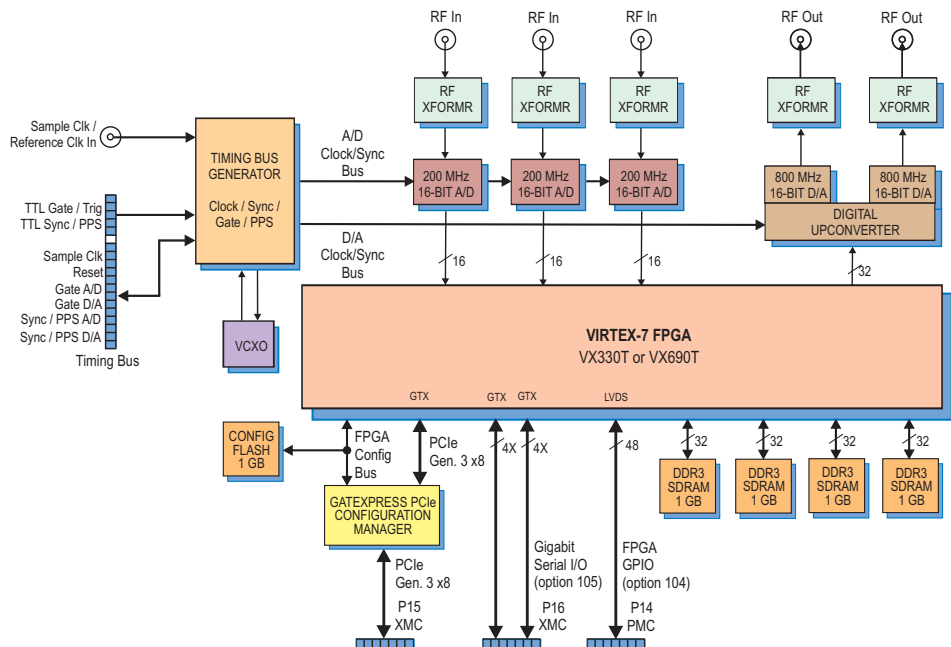 RF In
RF In
RF In
RF Out
RF Out
RF
XFORMR
RF
XFORMR
RF
XFORMR
RF
XFORMR
RF
XFORMR
Sample Clk /
Reference Clk In
TIMING BUS
GENERATOR
Clock / Sync /
Gate / PPS
A/D
Clock/Sync
Bus
200 MHz
16-BIT A/D
200 MHz
16-BIT A/D
200 MHz
16-BIT A/D
800 MHz
16-BIT D/A
800 MHz
16-BIT D/A
DIGITAL
UPCONVERTER
TTL Gate / Trig
TTL Sync / PPS
Sample Clk
Reset
Gate A/D
Gate D/A
Sync / PPS A/D
Sync / PPS D/A
Timing Bus
D/A
Clock/Sync
Bus
16
16
16
32
VCXO
VIRTEX-7 FPGA
VX330T or VX690T
GTX
GTX
GTX
LVDS
CONFIG
FLASH
1 GB
FPGA
Config
Bus
PCIe
Gen. 3 x8
4X
4X
48
32
32
32
32
DDR3
SDRAM
1 GB
DDR3
SDRAM
1 GB
DDR3
SDRAM
1 GB
DDR3
SDRAM
1 GB
GATEXPRESS PCIe
CONFIGURATION
MANAGER
PCIe
Gen. 3 x8
Gigabit
Serial I/O
(option 105)
FPGA
GPIO
(option 104)
P15
XMC
P16
XMC
P14
PMC